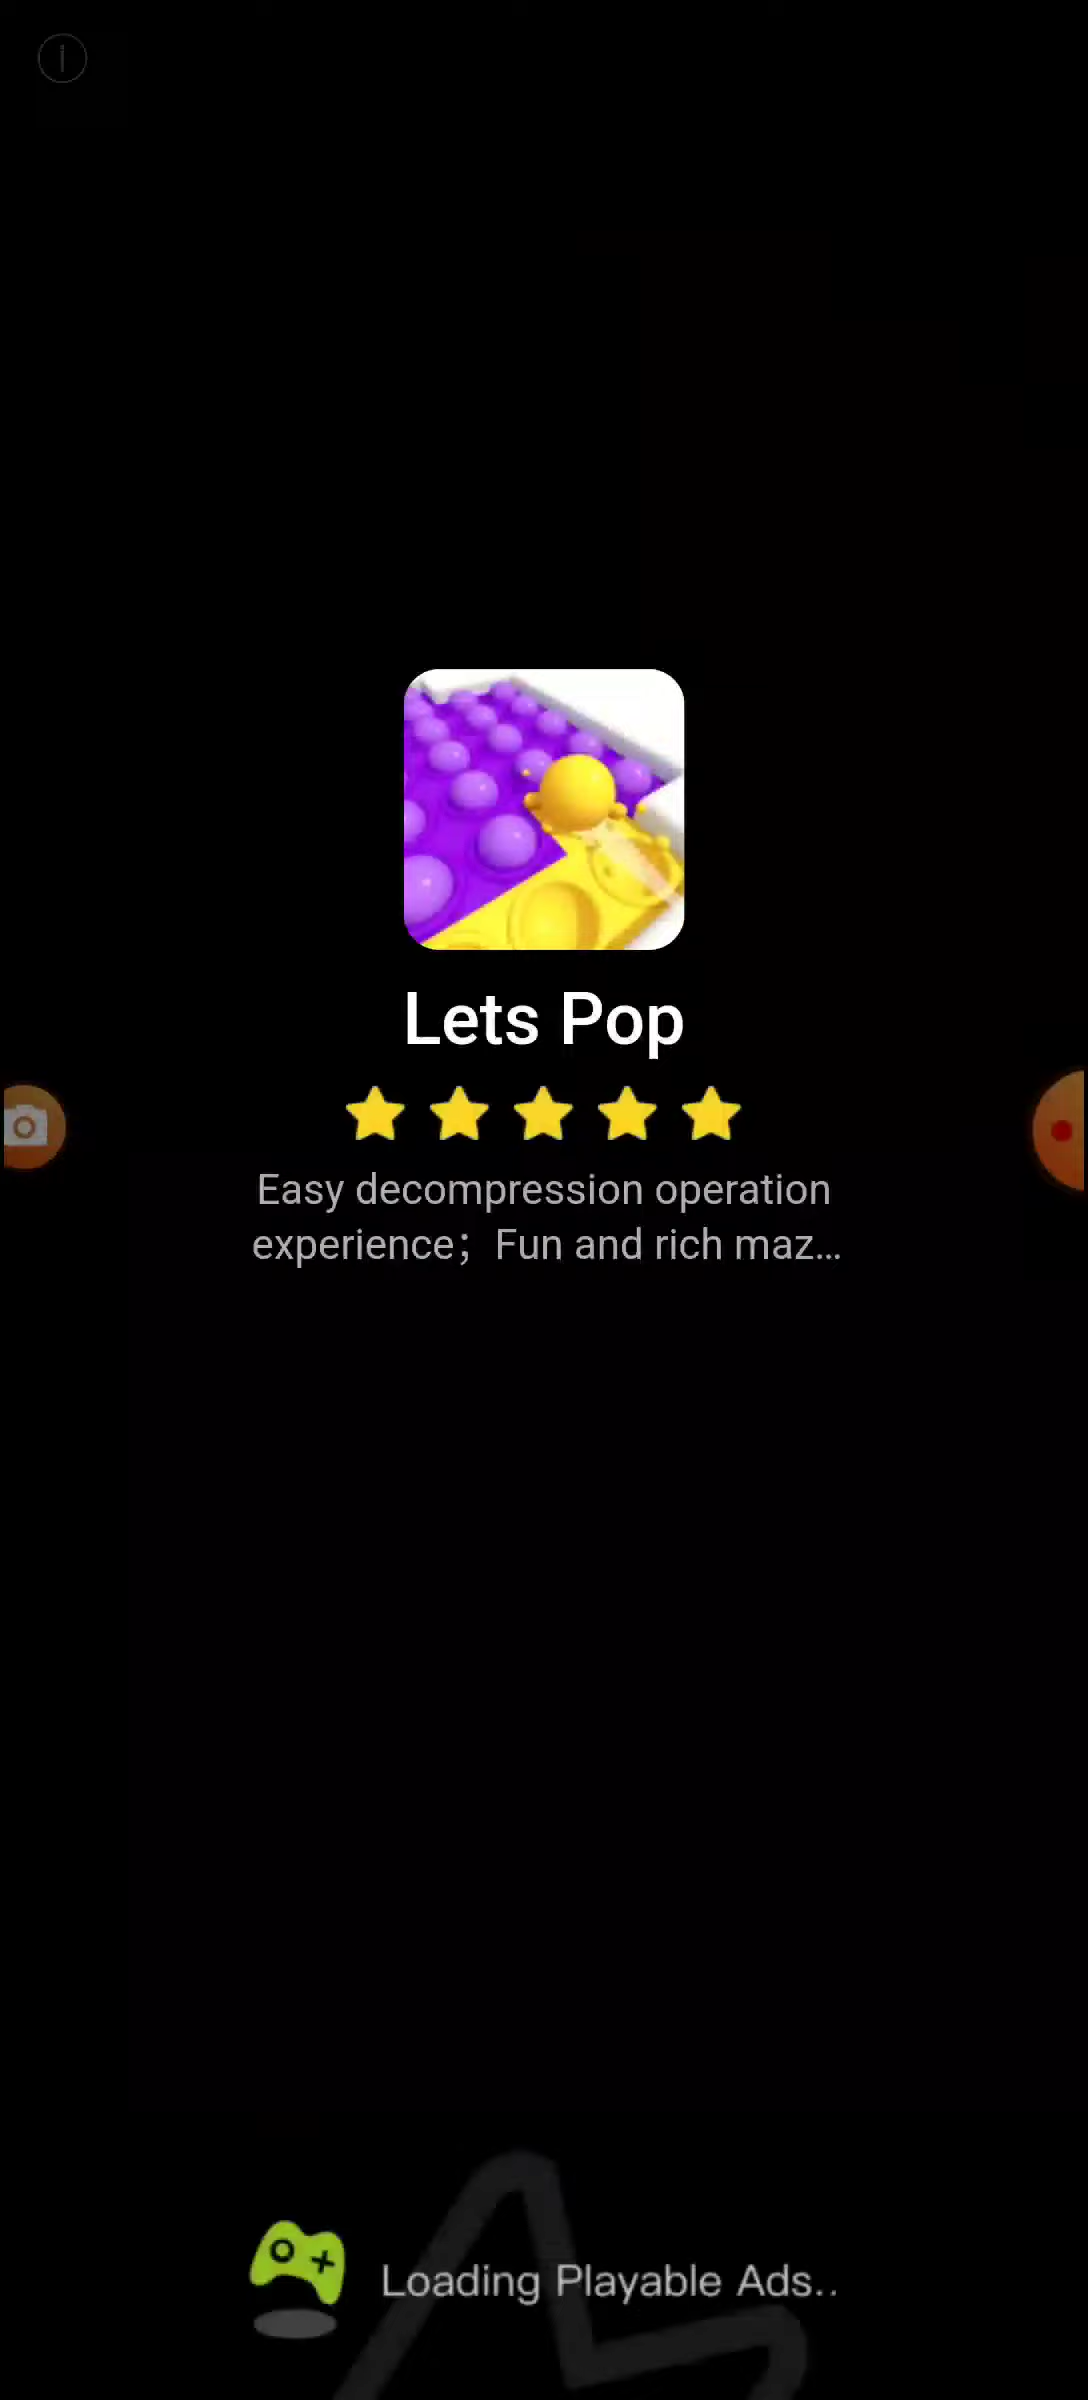 Lets Pop
Easy decompression operation
experience；Fun and rich maz...
Loading Playable Ads..